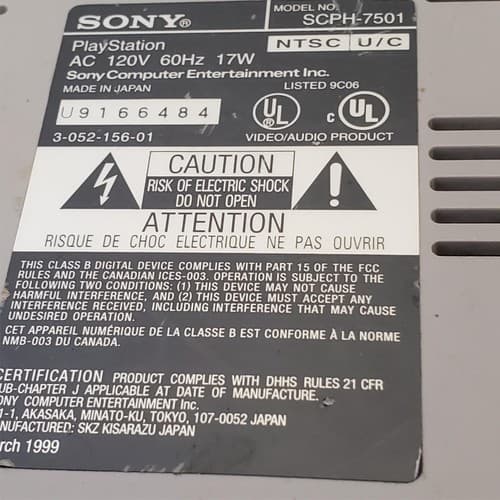 SONY®
MODEL NO.
SCPH-7501
PlayStation
NTSC U/C
AC 120V 60Hz 17W
Sony Computer Entertainment Inc.
MADE IN JAPAN
LISTED 9C06
U9166484
UL® c UL
3-052-156-01
VIDEO/AUDIO PRODUCT
CAUTION
RISK OF ELECTRIC SHOCK
DO NOT OPEN
ATTENTION
RISQUE DE CHOC ELECTRIQUE NE PAS OUVRIR
THIS CLASS B DIGITAL DEVICE COMPLIES WITH PART 15 OF THE FCC
RULES AND THE CANADIAN ICES-003. OPERATION IS SUBJECT TO THE
FOLLOWING TWO CONDITIONS: (1) THIS DEVICE MAY NOT CAUSE
HARMFUL INTERFERENCE, AND (2) THIS DEVICE MUST ACCEPT ANY
INTERFERENCE RECEIVED, INCLUDING INTERFERENCE THAT MAY CAUSE
UNDESIRED OPERATION.
CET APPAREIL NUMÉRIQUE DE LA CLASSE B EST CONFORME À LA NORME
NMB-003 DU CANADA.
CERTIFICATION PRODUCT COMPLIES WITH DHHS RULES 21 CFR
UB-CHAPTER J APPLICABLE AT DATE OF MANUFACTURE.
ONY COMPUTER ENTERTAINMENT Inc.
1-1, AKASAKA, MINATO-KU, TOKYO, 107-0052 JAPAN
MANUFACTURED: SKZ KISARAZU JAPAN
rch 1999